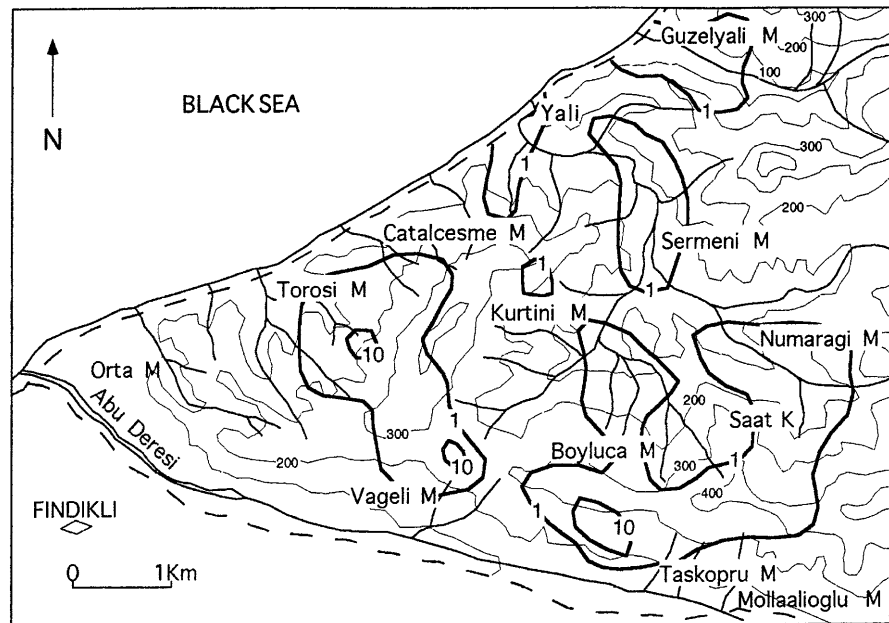 300
Guzelyali M
200
100
N
BLACK SEA
Yali
1
300
1
200
Catalcesme M
Sermeni M
1
Torosi M
1
Kurtini M
Numaragi M
10
Orta M
Abu Deresi
200
1
300
Saat K
200
Boyluca M
10
300
1
400
Vageli M
FINDIKLI
1
10
0 1Km
Taskopru M
Mollaalioglu M